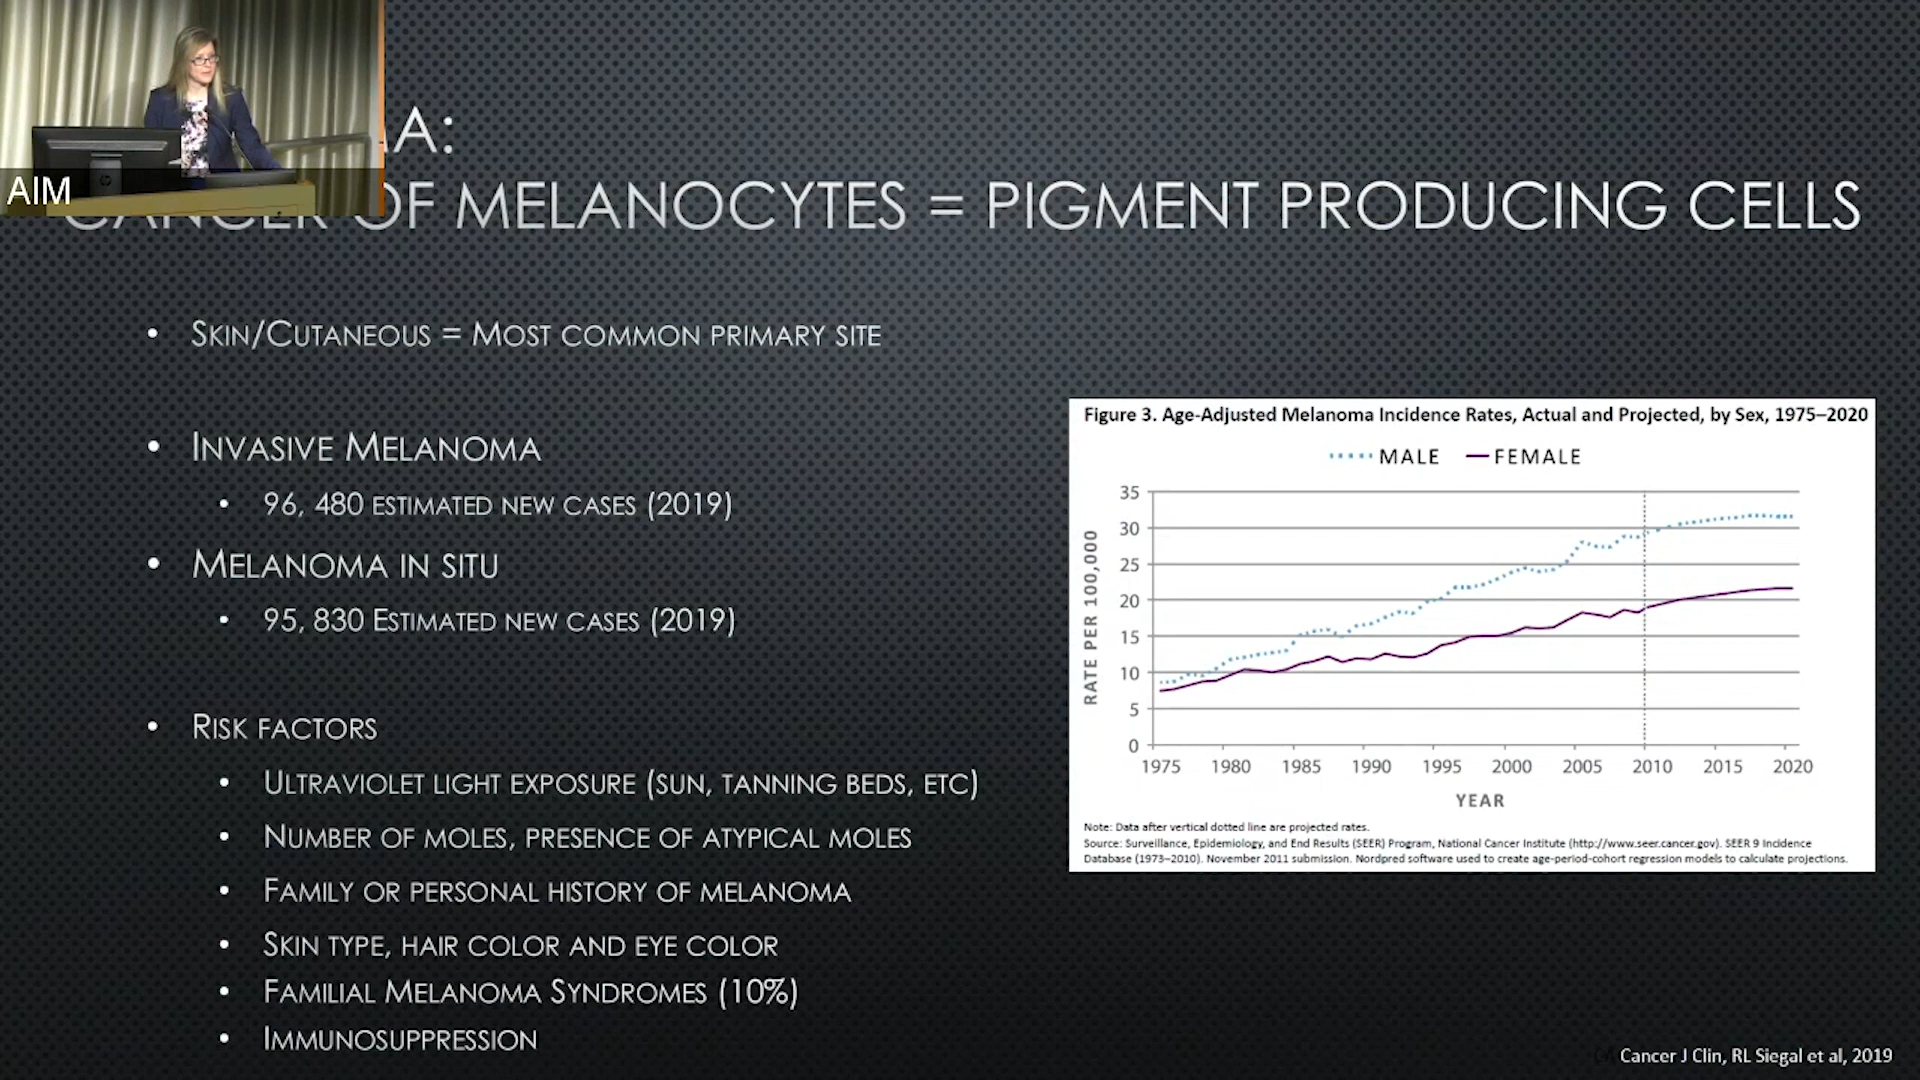 AIM
A:
CANCER OF MELANOCYTES = PIGMENT PRODUCING CELLS
• SKIN/CUTANEOUS = MOST COMMON PRIMARY SITE
• INVASIVE MELANOMA
• 96, 480 ESTIMATED NEW CASES (2019)
• MELANOMA IN SITU
• 95, 830 ESTIMATED NEW CASES (2019)
• RISK FACTORS
• ULTRAVIOLET LIGHT EXPOSURE (SUN, TANNING BEDS, ETC)
• NUMBER OF MOLES, PRESENCE OF ATYPICAL MOLES
• FAMILY OR PERSONAL HISTORY OF MELANOMA
• SKIN TYPE, HAIR COLOR AND EYE COLOR
• FAMILIAL MELANOMA SYNDROMES (10%)
• IMMUNOSUPPRESSION
Figure 3. Age-Adjusted Melanoma Incidence Rates, Actual and Projected, by Sex, 1975–2020
MALE FEMALE
RATE PER 100,000
35
30
25
20
15
10
5
0
1975 1980 1985 1990 1995 2000 2005 2010 2015 2020
YEAR
Note: Data after vertical dotted line are projected rates.
Source: Surveillance, Epidemiology, and End Results (SEER) Program, National Cancer Institute (http://www.seer.cancer.gov). SEER 9 Incidence
Database (1973–2010). November 2011 submission. Nordpred software used to create age-period-cohort regression models to calculate projections.
Cancer J Clin, RL Siegal et al, 2019